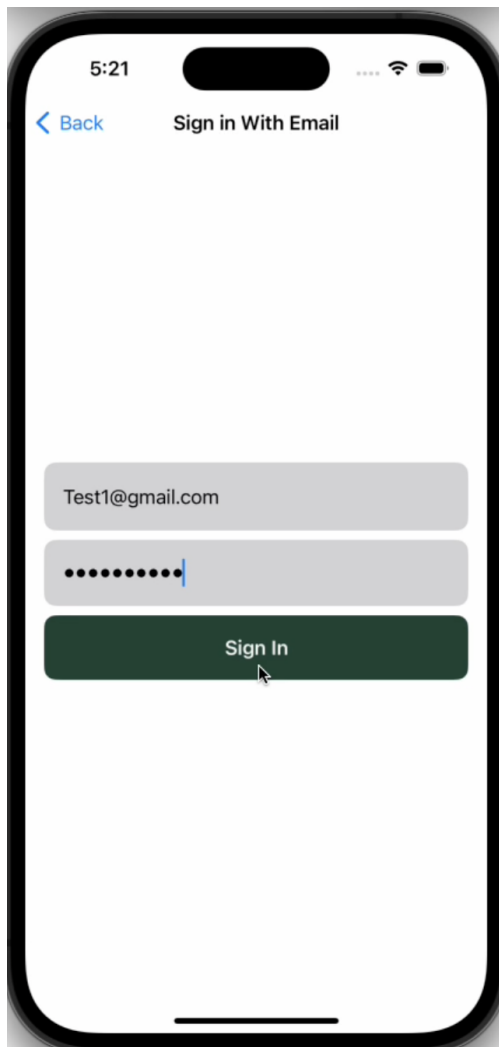 5:21
Back
Sign in With Email
Test1@gmail.com
••••••••••
Sign In